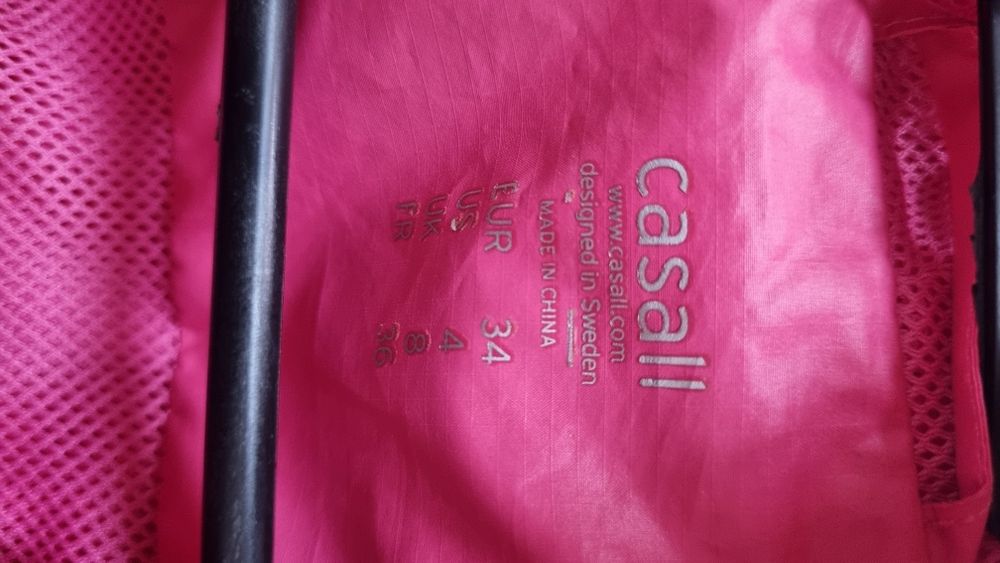 casall
www.casall.com
designed in Sweden
MADE IN CHINA
EUR 34
US 4
UK 8
FR 36